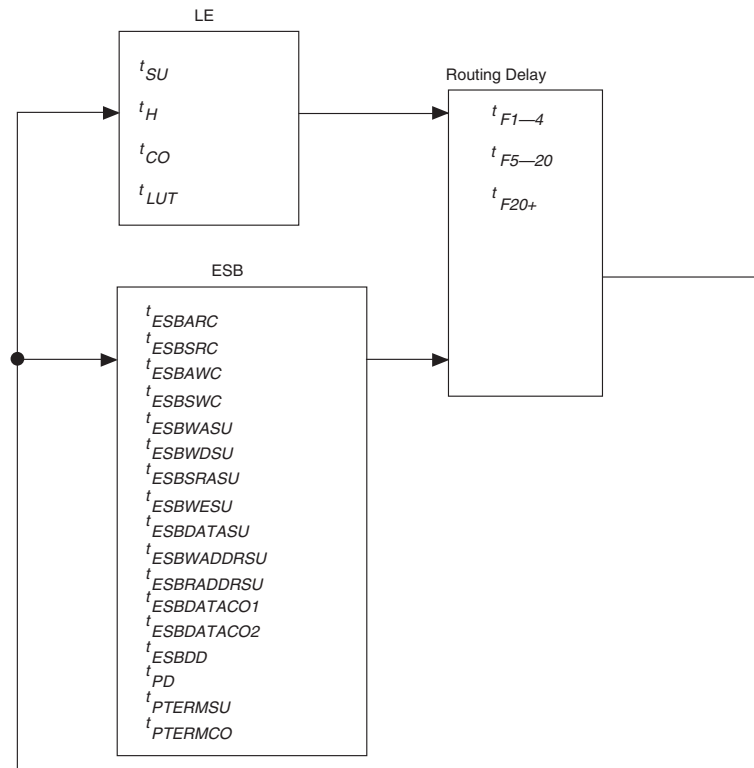 LE
tSU
tH
tCO
tLUT
Routing Delay
tF1—4
tF5—20
tF20+
ESB
tESBARC
tESBSRC
tESBAWC
tESBSWC
tESBWASU
tESBWDSU
tESBSRASU
tESBWESU
tESBDATASU
tESBWADDRSU
tESBRADDRSU
tESBDATACO1
tESBDATACO2
tESBDD
tPD
tPTERMSU
tPTERMCO